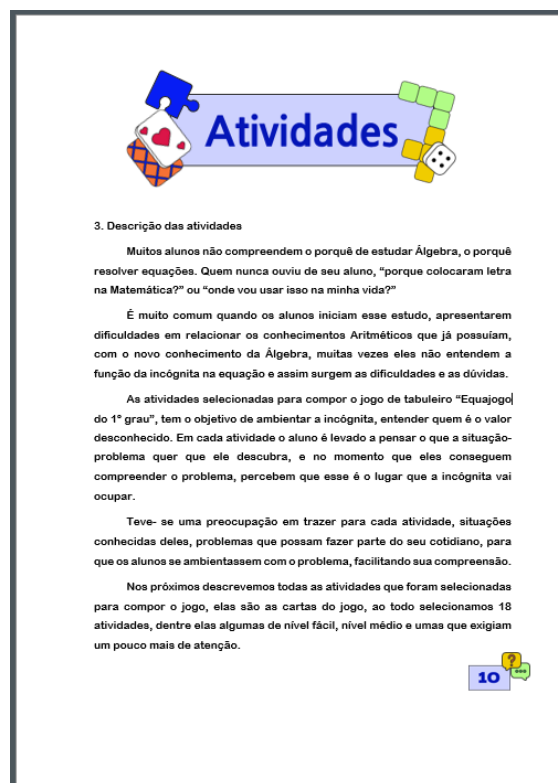 Atividades
3. Descrição das atividades
Muitos alunos não compreendem o porquê de estudar Álgebra, o porquê
resolver equações. Quem nunca ouviu de seu aluno, “porque colocaram letra
na Matemática?” ou “onde vou usar isso na minha vida?”
É muito comum quando os alunos iniciam esse estudo, apresentarem
dificuldades em relacionar os conhecimentos Aritméticos que já possuíam,
com o novo conhecimento da Álgebra, muitas vezes eles não entendem a
função da incógnita na equação e assim surgem as dificuldades e as dúvidas.
As atividades selecionadas para compor o jogo de tabuleiro “Equajogo
do 1º grau”, tem o objetivo de ambientar a incógnita, entender quem é o valor
desconhecido. Em cada atividade o aluno é levado a pensar o que a situação-
problema quer que ele descubra, e no momento que eles conseguem
compreender o problema, percebem que esse é o lugar que a incógnita vai
ocupar.
Teve- se uma preocupação em trazer para cada atividade, situações
conhecidas deles, problemas que possam fazer parte do seu cotidiano, para
que os alunos se ambientassem com o problema, facilitando sua compreensão.
Nos próximos descrevemos todas as atividades que foram selecionadas
para compor o jogo, elas são as cartas do jogo, ao todo selecionamos 18
atividades, dentre elas algumas de nível fácil, nível médio e umas que exigiam
um pouco mais de atenção.
?
10